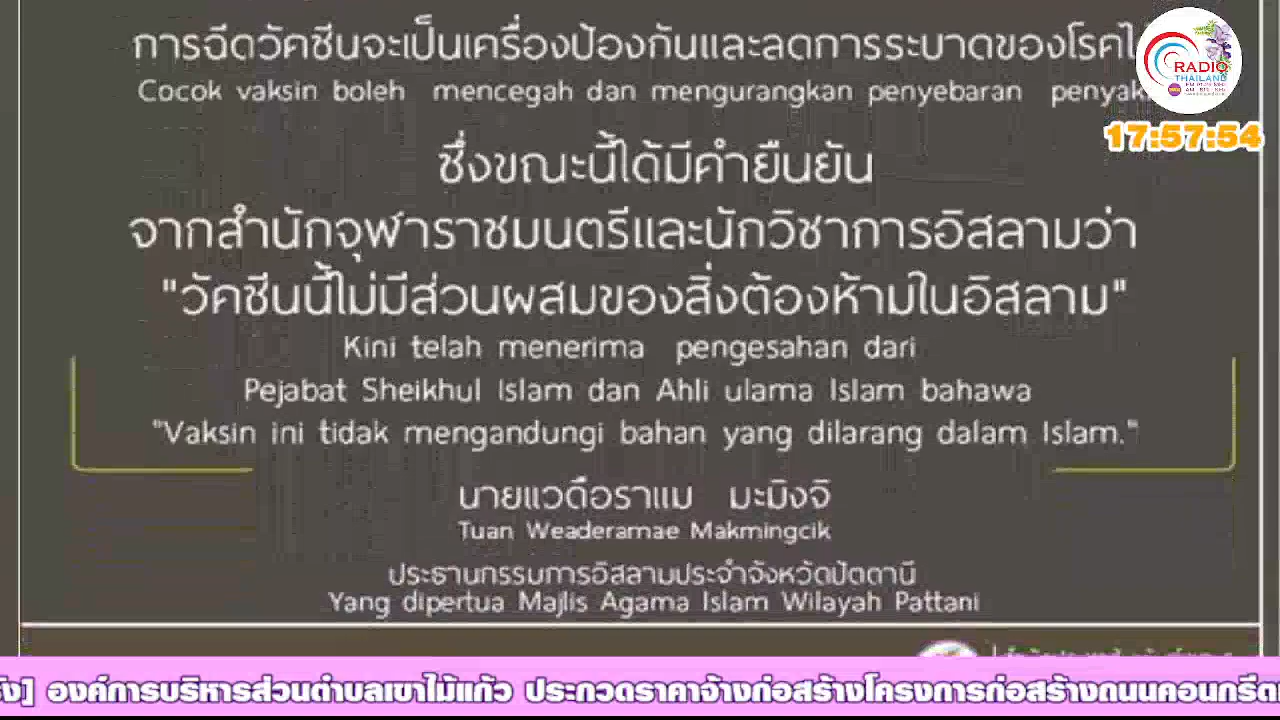 การฉีดวัคซีนจะเป็นเครื่องป้องกันและลดการระบาดของโรค
Cocok vaksin boleh mencegah dan mengurangkan penyebaran
RADIO
THAILAND
17:57:54
ซึ่งขณะนี้ได้มีคำยืนยัน
จากสำนักจุฬาราชมนตรีและนักวิชาการอิสลามว่า
"วัคซีนนี้ไม่มีส่วนผสมของสิ่งต้องห้ามในอิสลาม"
Kini telah menerima pengesahan dari
Pejabat Sheikhul Islam dan Ahli ulama Islam bahawa
"Vaksin ini tidak mengandungi bahan yang dilarang dalam Islam."
นายแวดือราแม มะมิงจิ
Tuan Weaderamae Makmingcik
ประธานกรรมการอิสลามประจำจังหวัดปัตตานี
Yang dipertua Majlis Agama Islam Wilayah Pattani
องค์การบริหารส่วนตำบลเขาไม้แก้ว ประกวดราคาจ้างก่อสร้างโครงการก่อสร้างถนนคอนกรีต